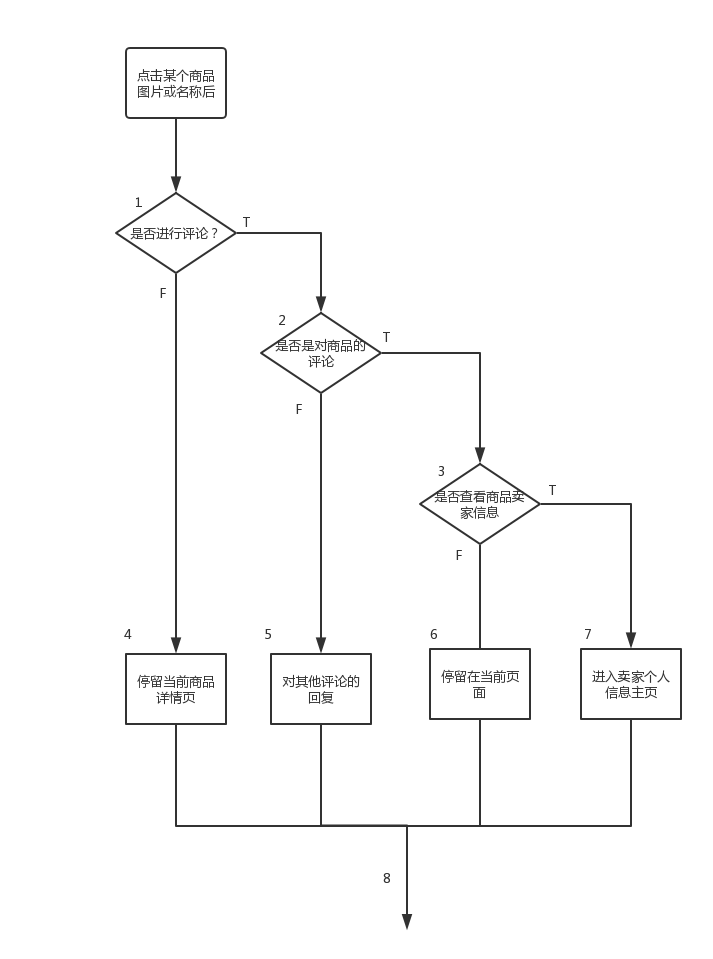 点击某个商品
图片或名称后
1
是否进行评论？
T
F
2
是否是对商品的
评论
T
F
3
是否查看商品卖
家信息
T
F
4
停留当前商品
详情页
5
对其他评论的
回复
6
停留在当前页
面
7
进入卖家个人
信息主页
8